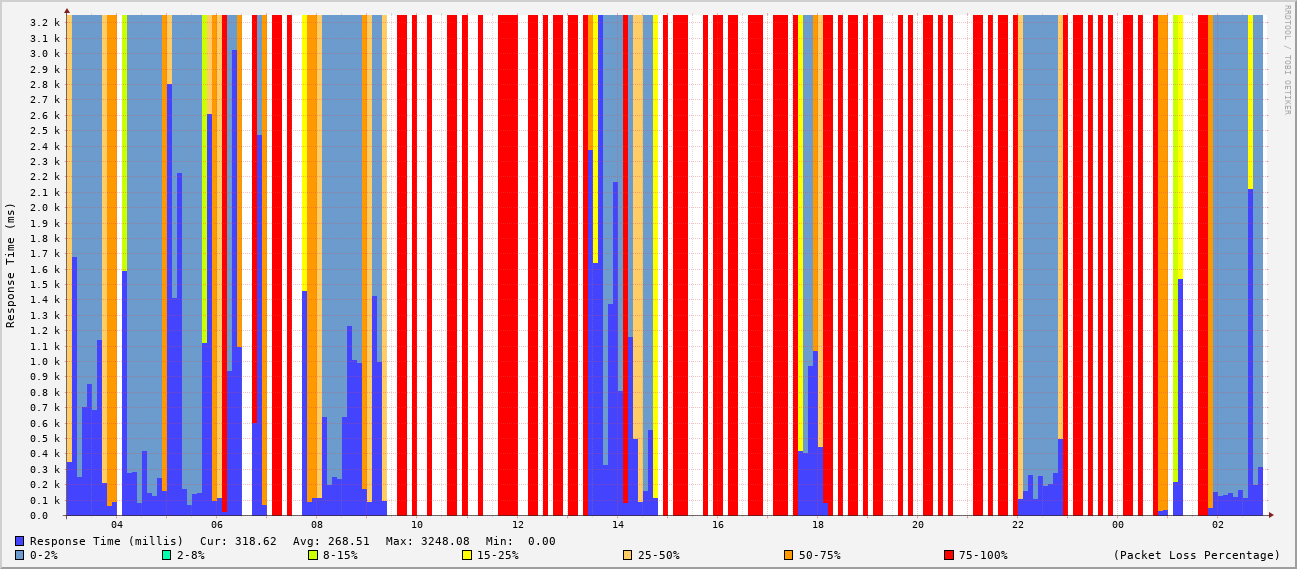 RRDTOOL / TOBI OETIKER
Response Time (ms)
3.2 k
3.1 k
3.0 k
2.9 k
2.8 k
2.7 k
2.6 k
2.5 k
2.4 k
2.3 k
2.2 k
2.1 k
2.0 k
1.9 k
1.8 k
1.7 k
1.6 k
1.5 k
1.4 k
1.3 k
1.2 k
1.1 k
1.0 k
0.9 k
0.8 k
0.7 k
0.6 k
0.5 k
0.4 k
0.3 k
0.2 k
0.1 k
0.0
04 06 08 10 12 14 16 18 20 22 00 02
Response Time (millis) Cur: 318.62 Avg: 268.51 Max: 3248.08 Min: 0.00
0-2% 2-8% 8-15% 15-25% 25-50% 50-75% 75-100% (Packet Loss Percentage)